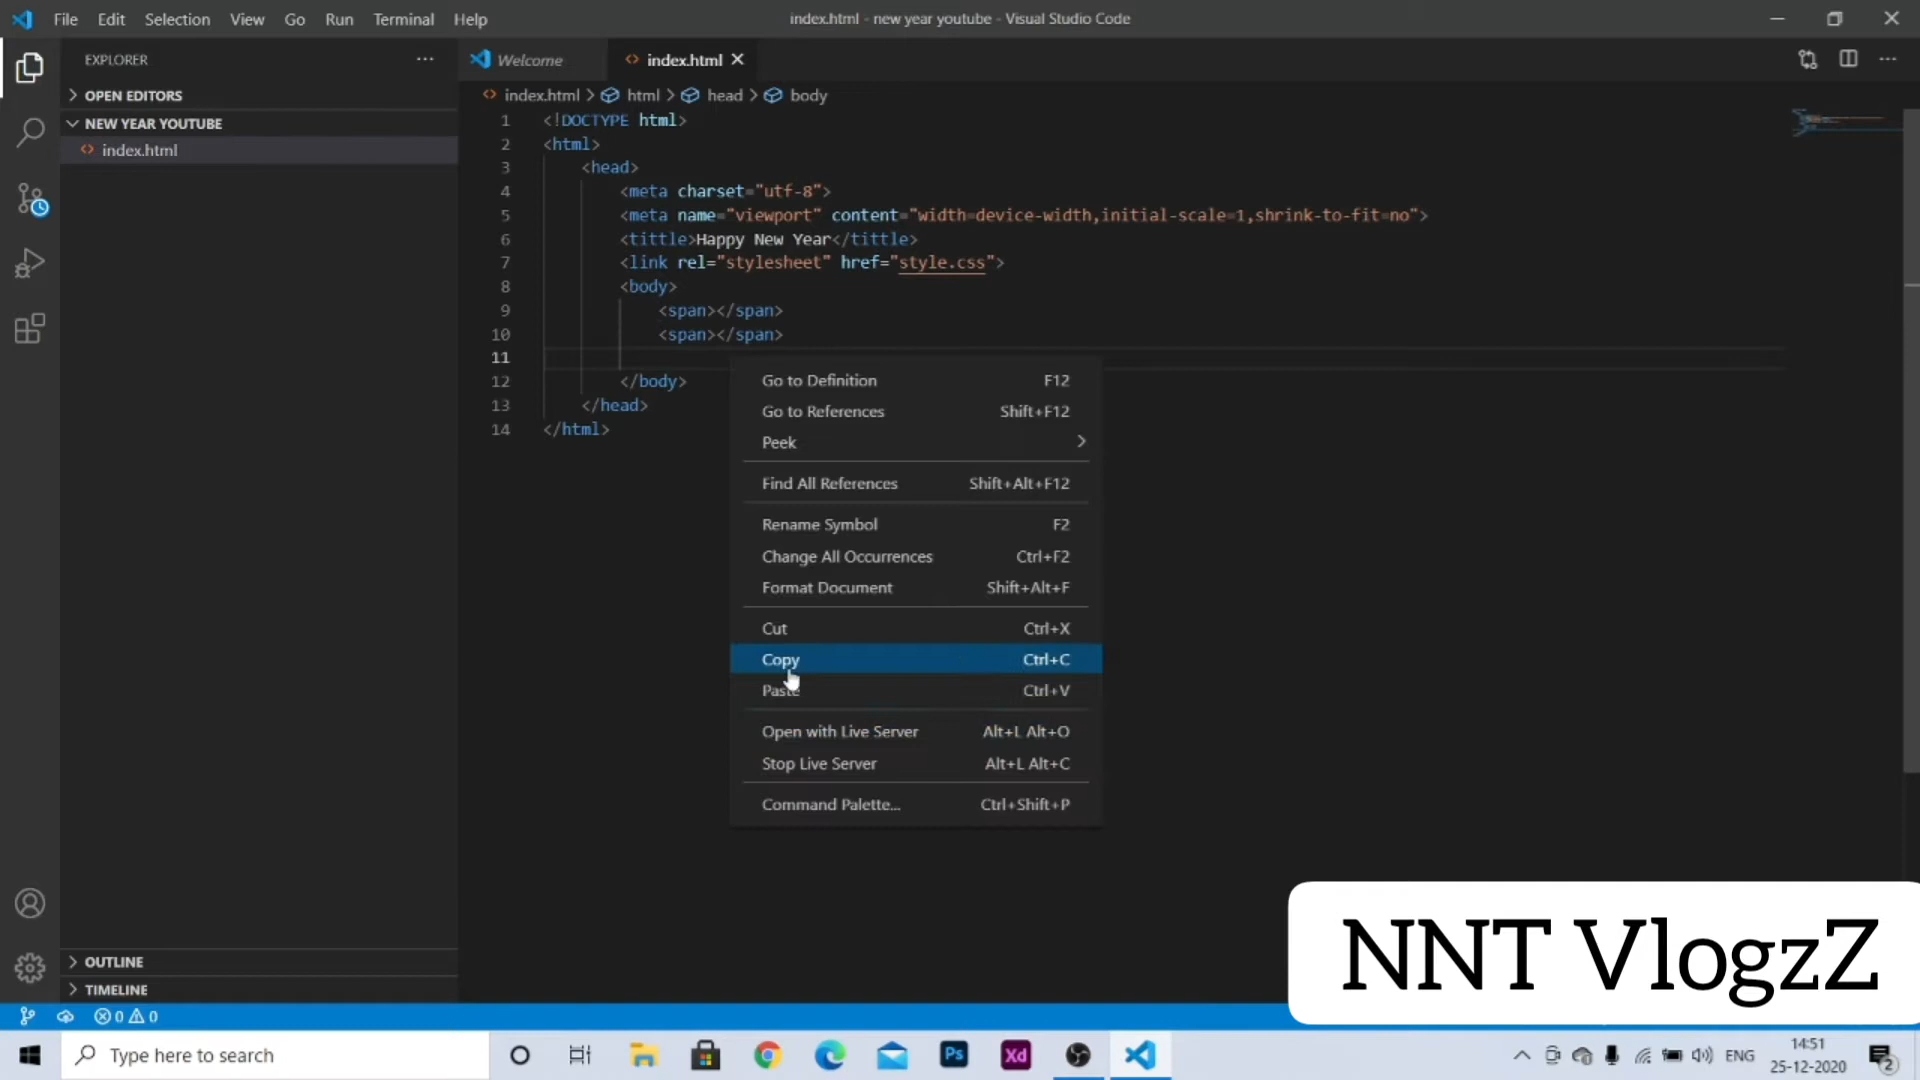 File Edit Selection View Go Run Terminal Help
index.html - new year youtube - Visual Studio Code
EXPLORER
Welcome
index.html
OPEN EDITORS
index.html > html > head > body
NEW YEAR YOUTUBE
index.html
1 <!DOCTYPE html>
2 <html>
3 <head>
4 <meta charset="utf-8">
5 <meta name="viewport" content="width=device-width,initial-scale=1,shrink-to-fit=no">
6 <tittle>Happy New Year</tittle>
7 <link rel="stylesheet" href="style.css">
8 <body>
9 <span></span>
10 <span></span>
11
12 </body>
13 </head>
14 </html>
Go to Definition F12
Go to References Shift+F12
Peek
Find All References Shift+Alt+F12
Rename Symbol F2
Change All Occurrences Ctrl+F2
Format Document Shift+Alt+F
Cut Ctrl+X
Copy Ctrl+C
Paste Ctrl+V
Open with Live Server Alt+L Alt+O
Stop Live Server Alt+L Alt+C
Command Palette... Ctrl+Shift+P
NNT VlogzZ
OUTLINE
TIMELINE
0 0
Type here to search
Ps
Xd
ENG
14:51
25-12-2020
2